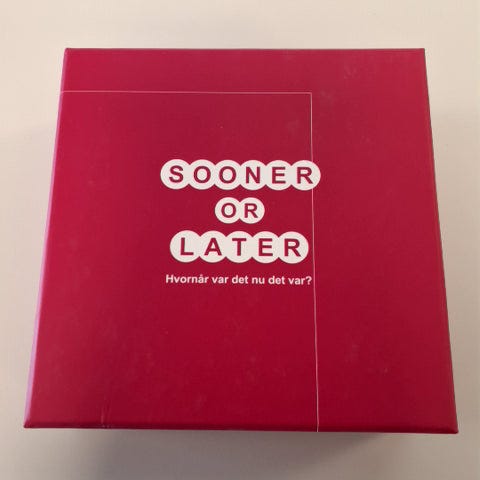 SOONER
OR
LATER
Hvornår var det nu det var?